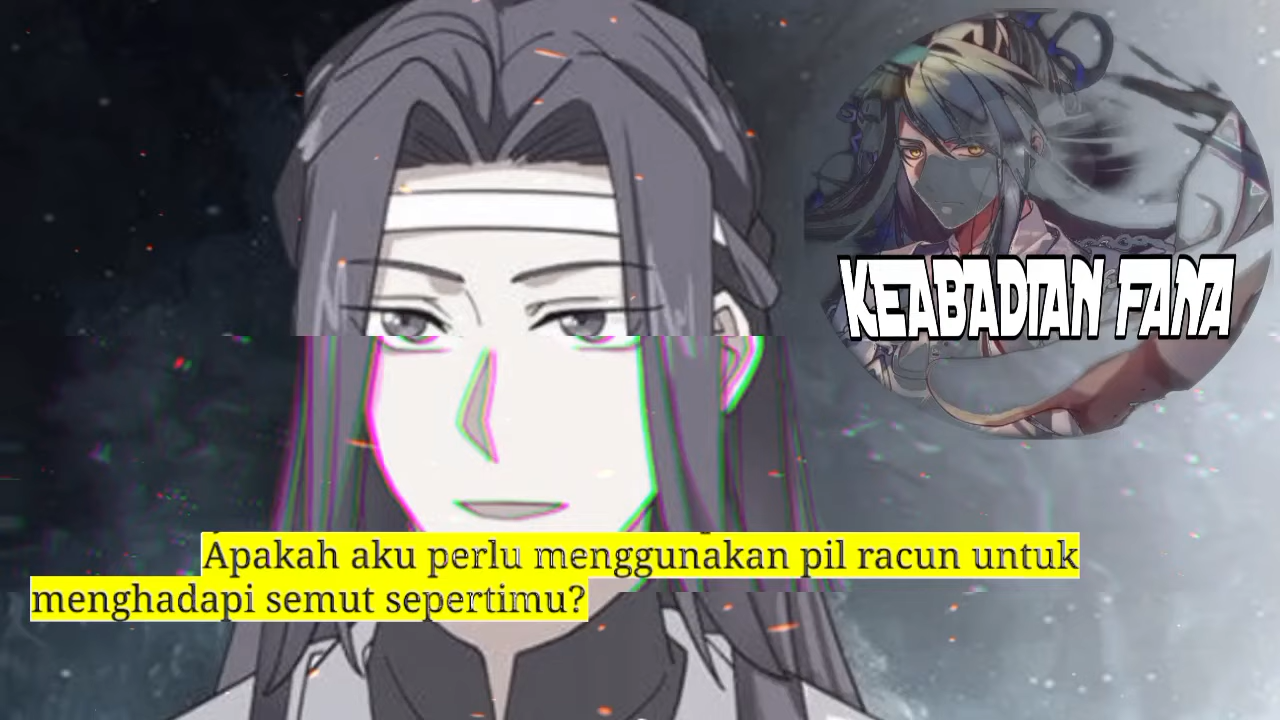 KEABADIAN FANA
Apakah aku perlu menggunakan pil racun untuk
menghadapi semut sepertimu?